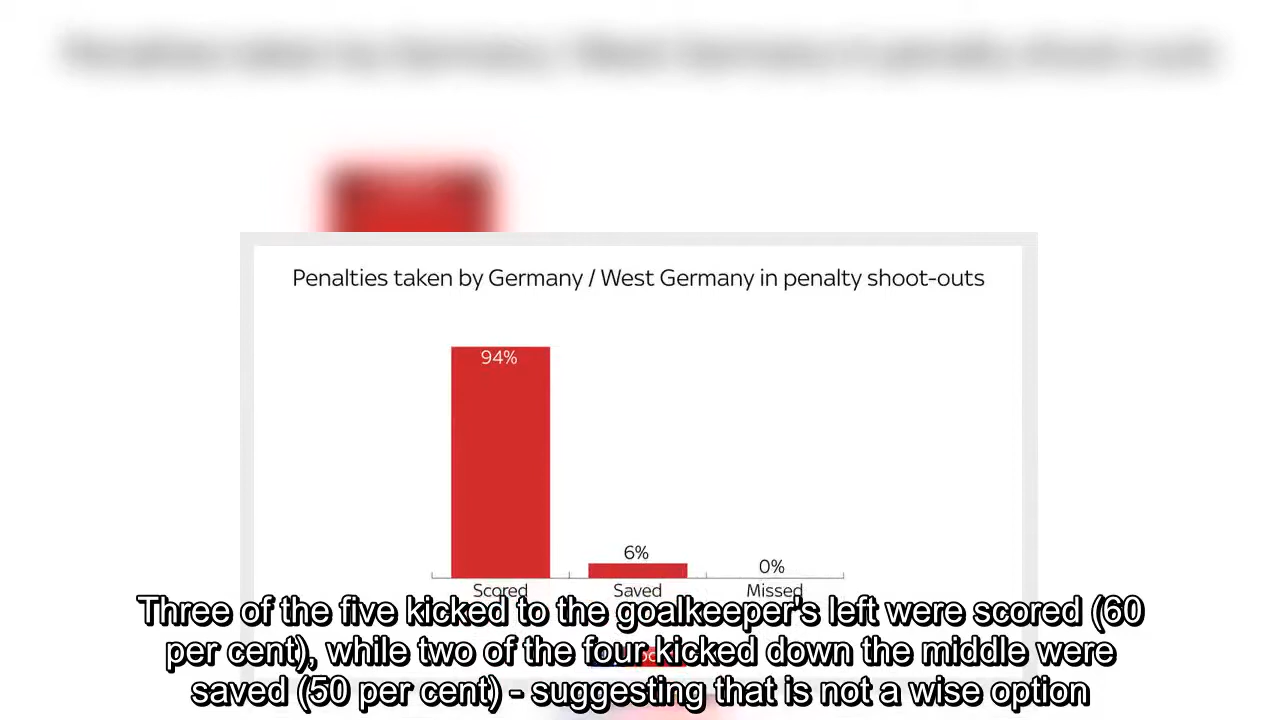 Penalties taken by Germany / West Germany in penalty shoot-outs
94%
6%
0%
Scored
Saved
Missed
Three of the five kicked to the goalkeeper's left were scored (60
per cent), while two of the four kicked down the middle were
saved (50 per cent) - suggesting that is not a wise option